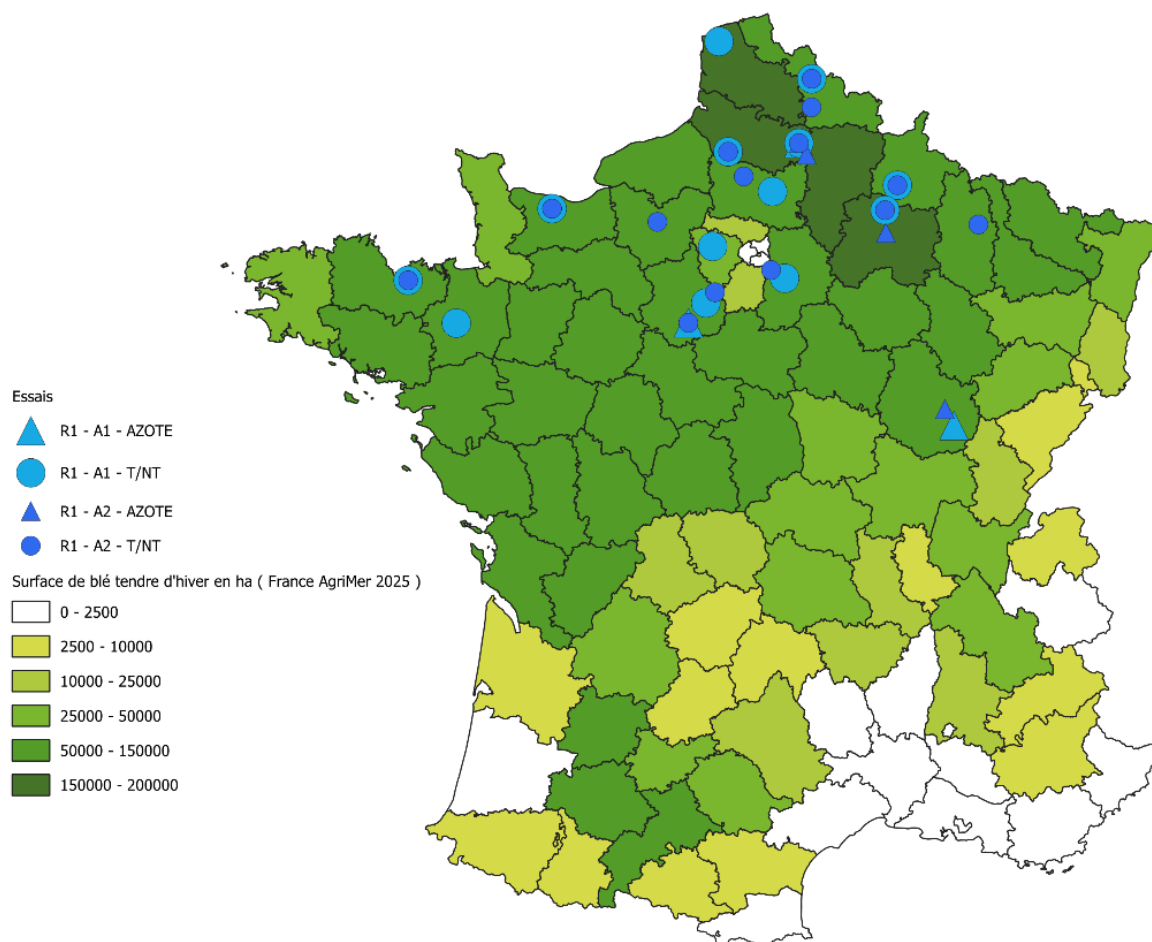 Essais
R1 - A1 - AZOTE
R1 - A1 - T/NT
R1 - A2 - AZOTE
R1 - A2 - T/NT
Surface de blé tendre d'hiver en ha ( France AgriMer 2025 )
0 - 2500
2500 - 10000
10000 - 25000
25000 - 50000
50000 - 150000
150000 - 200000